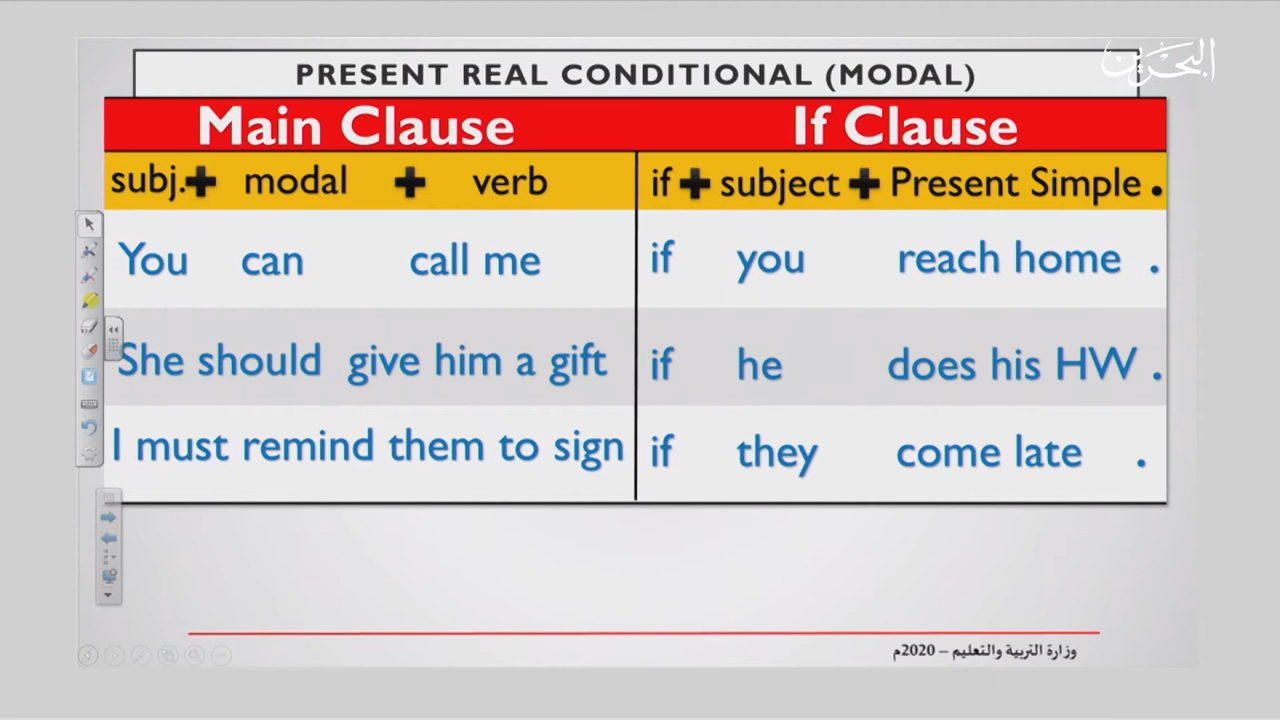 البحرين
PRESENT REAL CONDITIONAL (MODAL)
Main Clause If Clause
subj. + modal + verb if + subject + Present Simple .
You can call me if you reach home .
She should give him a gift if he does his HW .
I must remind them to sign if they come late .
وزارة التربية والتعليم – 2020م